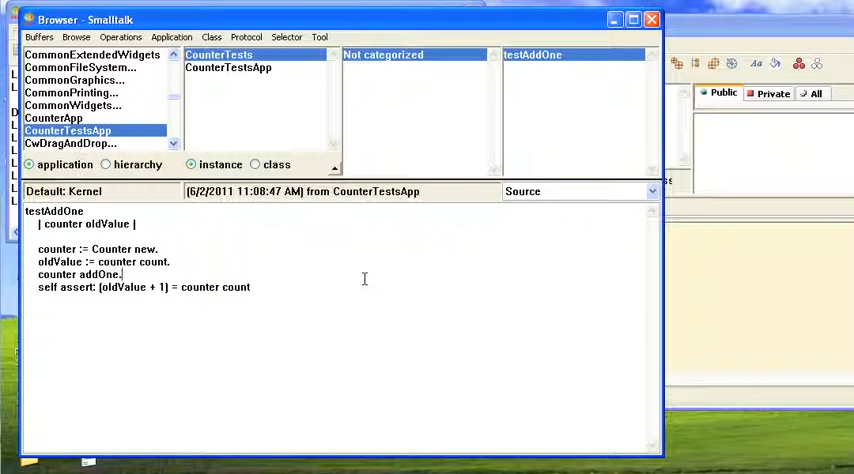 Browser - Smalltalk
Buffers Browse Operations Application Class Protocol Selector Tool
CommonExtendedWidgets
CommonFileSystem...
CommonGraphics...
CommonPrinting...
CommonWidgets...
CounterApp
CounterTestsApp
CwDragAndDrop...
CounterTests
CounterTestsApp
Not categorized
testAddOne
application hierarchy
instance class
Default: Kernel
(6/2/2011 11:08:47 AM) from CounterTestsApp
Source
testAddOne
| counter oldValue |
counter := Counter new.
oldValue := counter count.
counter addOne.
self assert: (oldValue + 1) = counter count
Aa
Public Private All